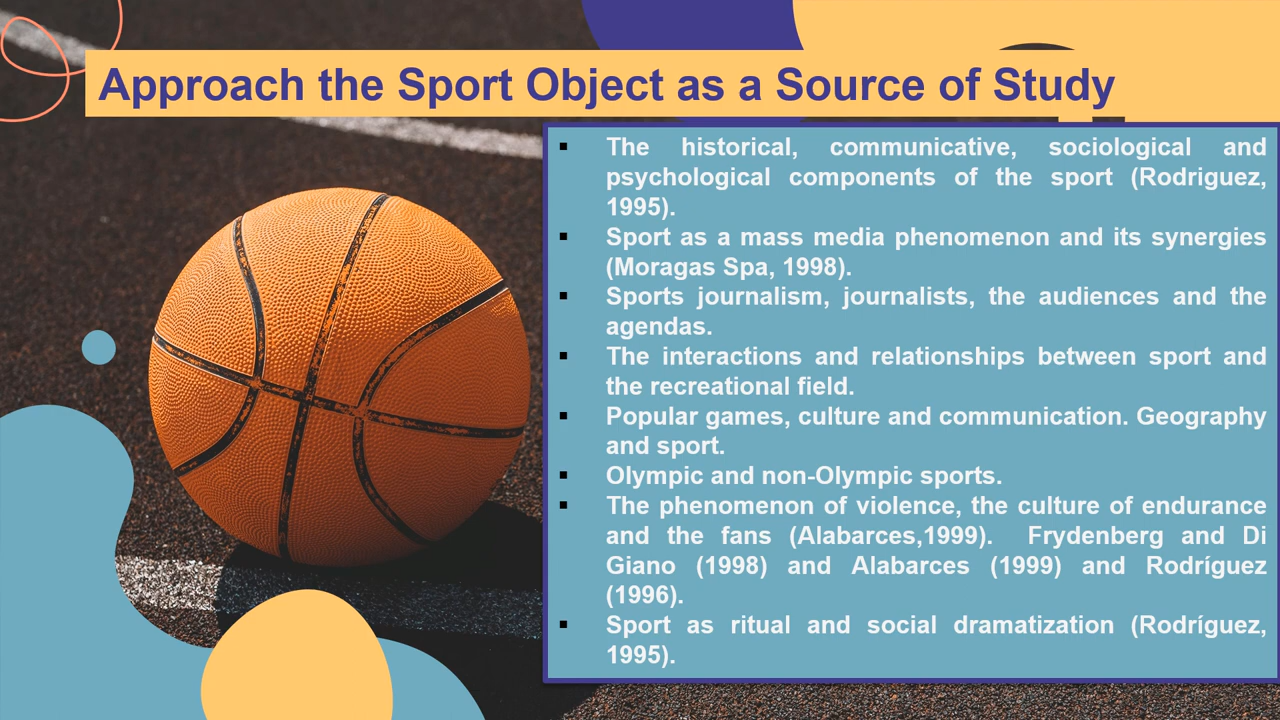 Approach the Sport Object as a Source of Study
▪ The historical, communicative, sociological and
psychological components of the sport (Rodriguez,
1995).
▪ Sport as a mass media phenomenon and its synergies
(Moragas Spa, 1998).
▪ Sports journalism, journalists, the audiences and the
agendas.
▪ The interactions and relationships between sport and
the recreational field.
▪ Popular games, culture and communication. Geography
and sport.
▪ Olympic and non-Olympic sports.
▪ The phenomenon of violence, the culture of endurance
and the fans (Alabarces,1999). Frydenberg and Di
Giano (1998) and Alabarces (1999) and Rodríguez
(1996).
▪ Sport as ritual and social dramatization (Rodríguez,
1995).